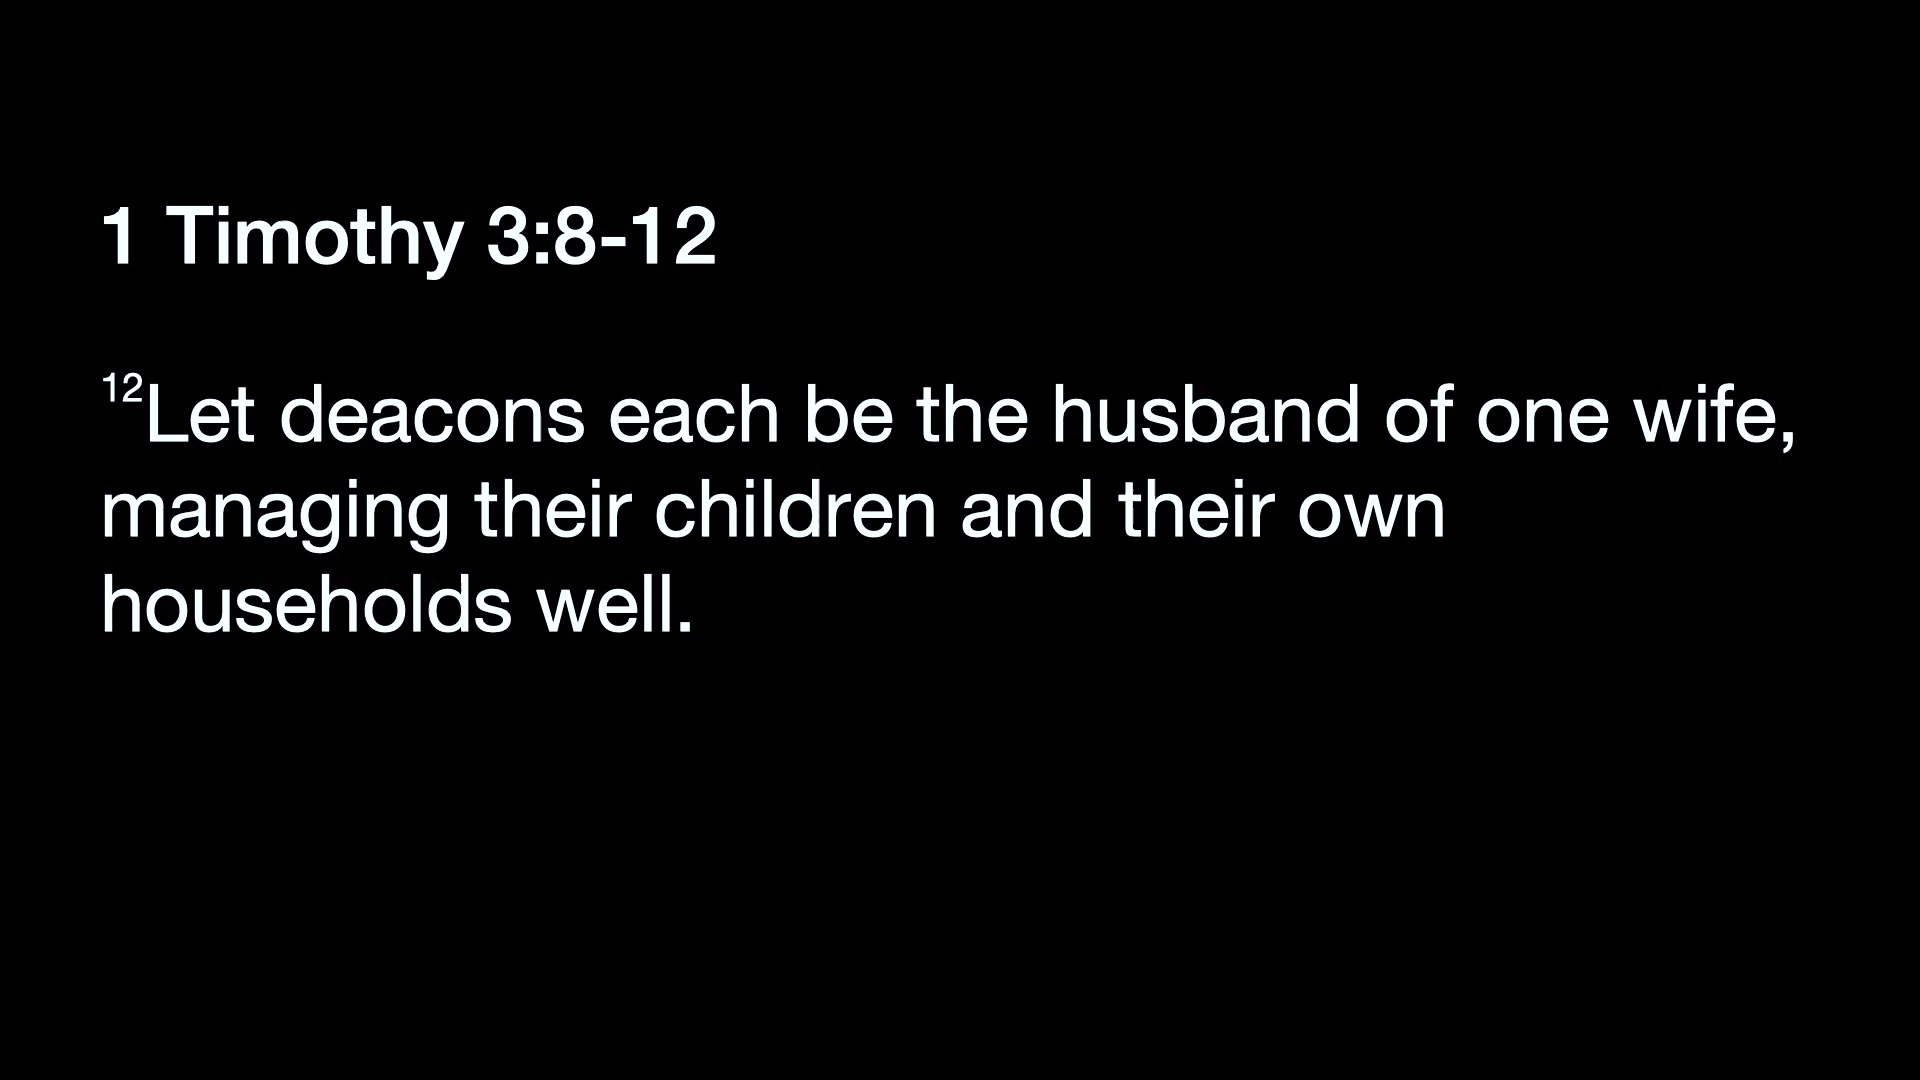 1 Timothy 3:8-12
12Let deacons each be the husband of one wife,
managing their children and their own
households well.